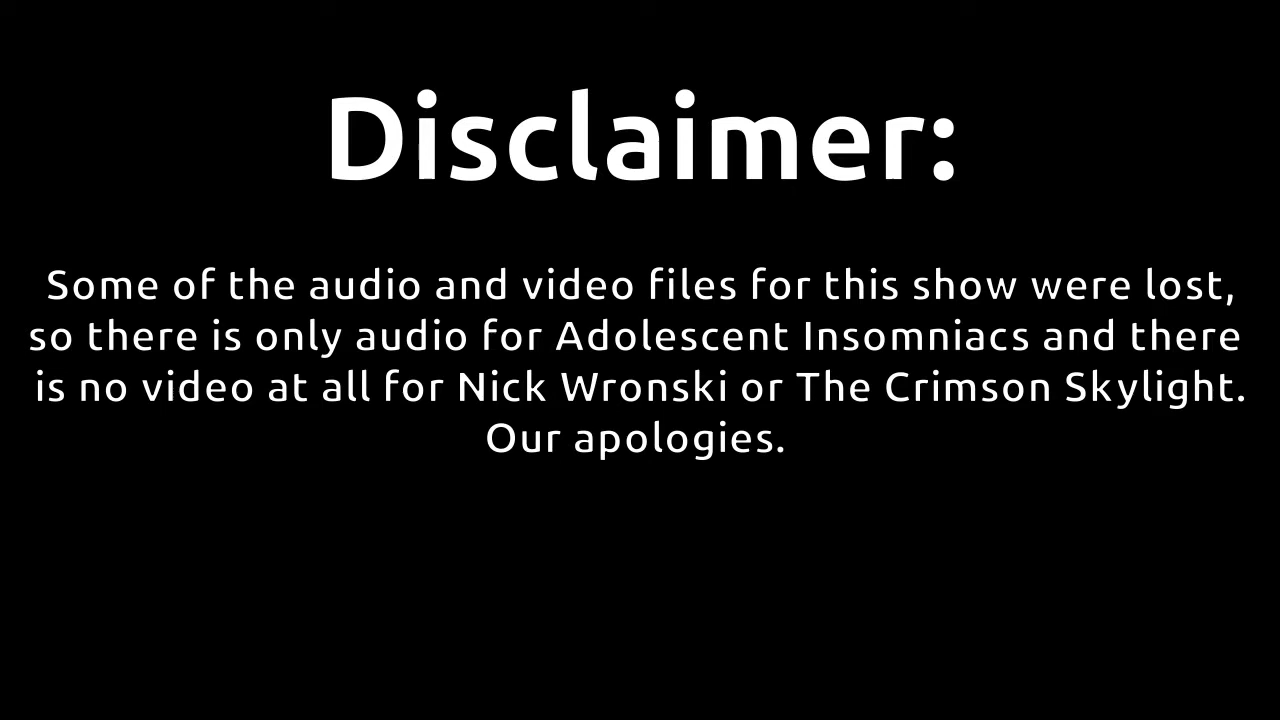 Disclaimer:
Some of the audio and video files for this show were lost,
so there is only audio for Adolescent Insomniacs and there
is no video at all for Nick Wronski or The Crimson Skylight.
Our apologies.